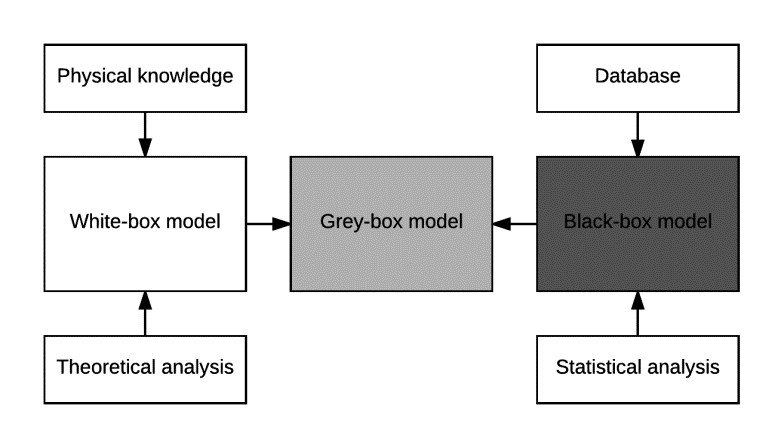 Physical knowledge
Database
White-box model
Grey-box model
Black-box model
Theoretical analysis
Statistical analysis